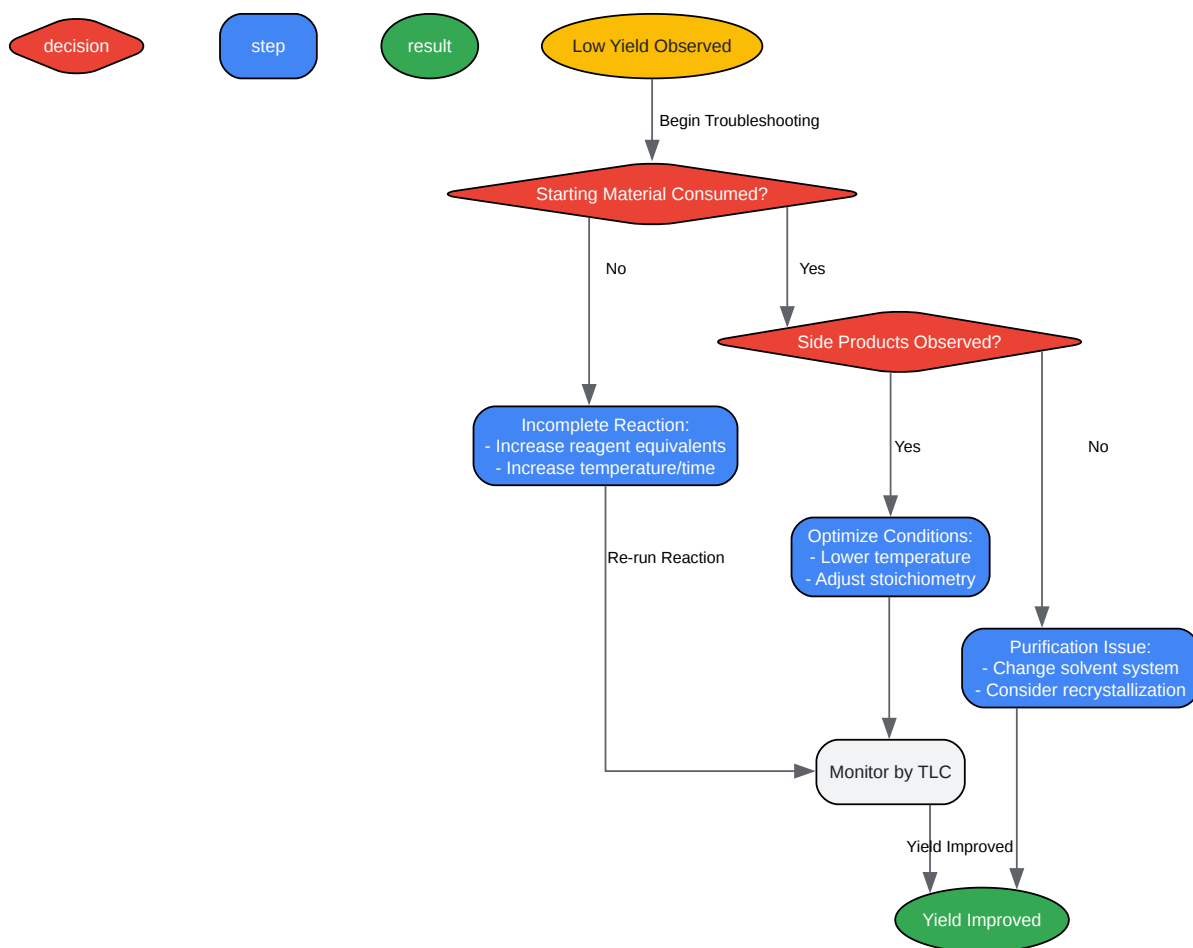 decision
step
result
Low Yield Observed
Begin Troubleshooting
Starting Material Consumed?
No
Yes
Side Products Observed?
Incomplete Reaction:
- Increase reagent equivalents
- Increase temperature/time
Yes
No
Optimize Conditions:
- Lower temperature
- Adjust stoichiometry
Re-run Reaction
Purification Issue:
- Change solvent system
- Consider recrystallization
Monitor by TLC
Yield Improved
Yield Improved